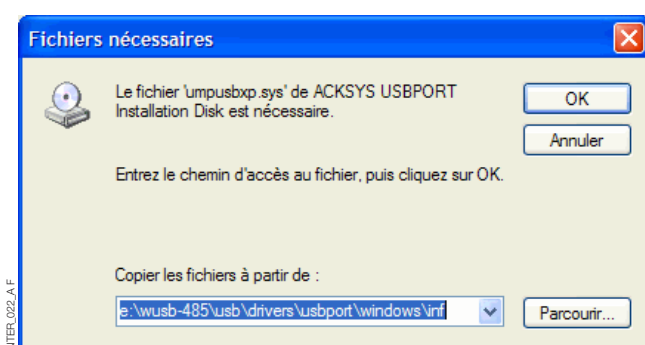 Fichiers nécessaires
Le fichier 'umpusbxp.sys' de ACKSYS USBPORT
Installation Disk est nécessaire.
OK
Annuler
Entrez le chemin d'accès au fichier, puis cliquez sur OK.
Copier les fichiers à partir de :
e:\wusb-485\usb\drivers\usbport\windows\inf
Parcourir...